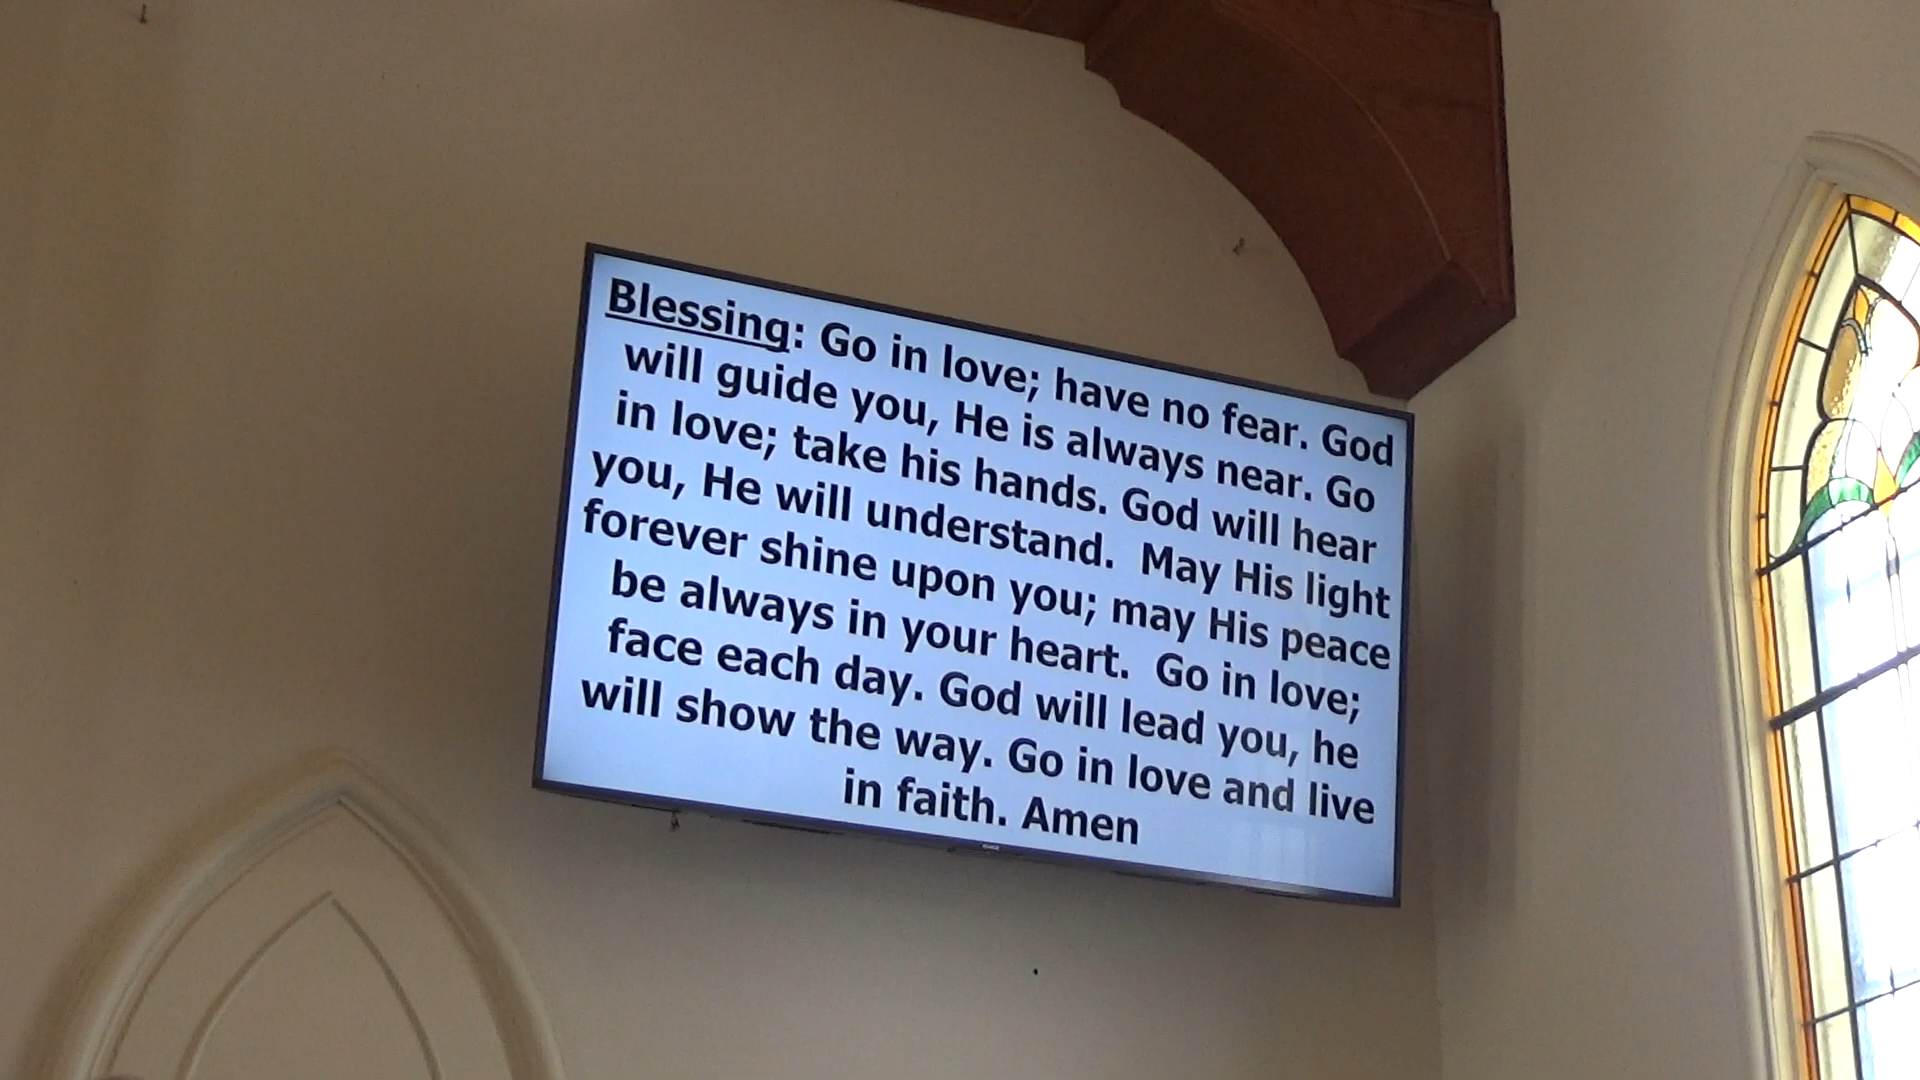 Blessing: Go in love; have no fear. God
will guide you, He is always near. Go
in love; take his hands. God will hear
you, He will understand.  May His light
forever shine upon you; may His peace
be always in your heart.  Go in love;
face each day. God will lead you, he
will show the way. Go in love and live
in faith. Amen